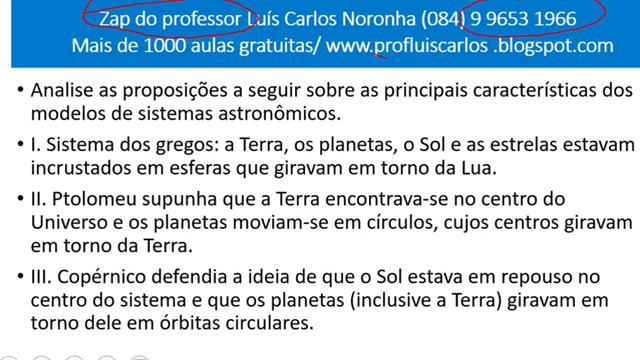 Zap do professor Luís Carlos Noronha (084) 9 9653 1966
Mais de 1000 aulas gratuitas/ www.profluiscarlos .blogspot.com
• Analise as proposições a seguir sobre as principais características dos
modelos de sistemas astronômicos.
• I. Sistema dos gregos: a Terra, os planetas, o Sol e as estrelas estavam
incrustados em esferas que giravam em torno da Lua.
• II. Ptolomeu supunha que a Terra encontrava-se no centro do
Universo e os planetas moviam-se em círculos, cujos centros giravam
em torno da Terra.
• III. Copérnico defendia a ideia de que o Sol estava em repouso no
centro do sistema e que os planetas (inclusive a Terra) giravam em
torno dele em órbitas circulares.